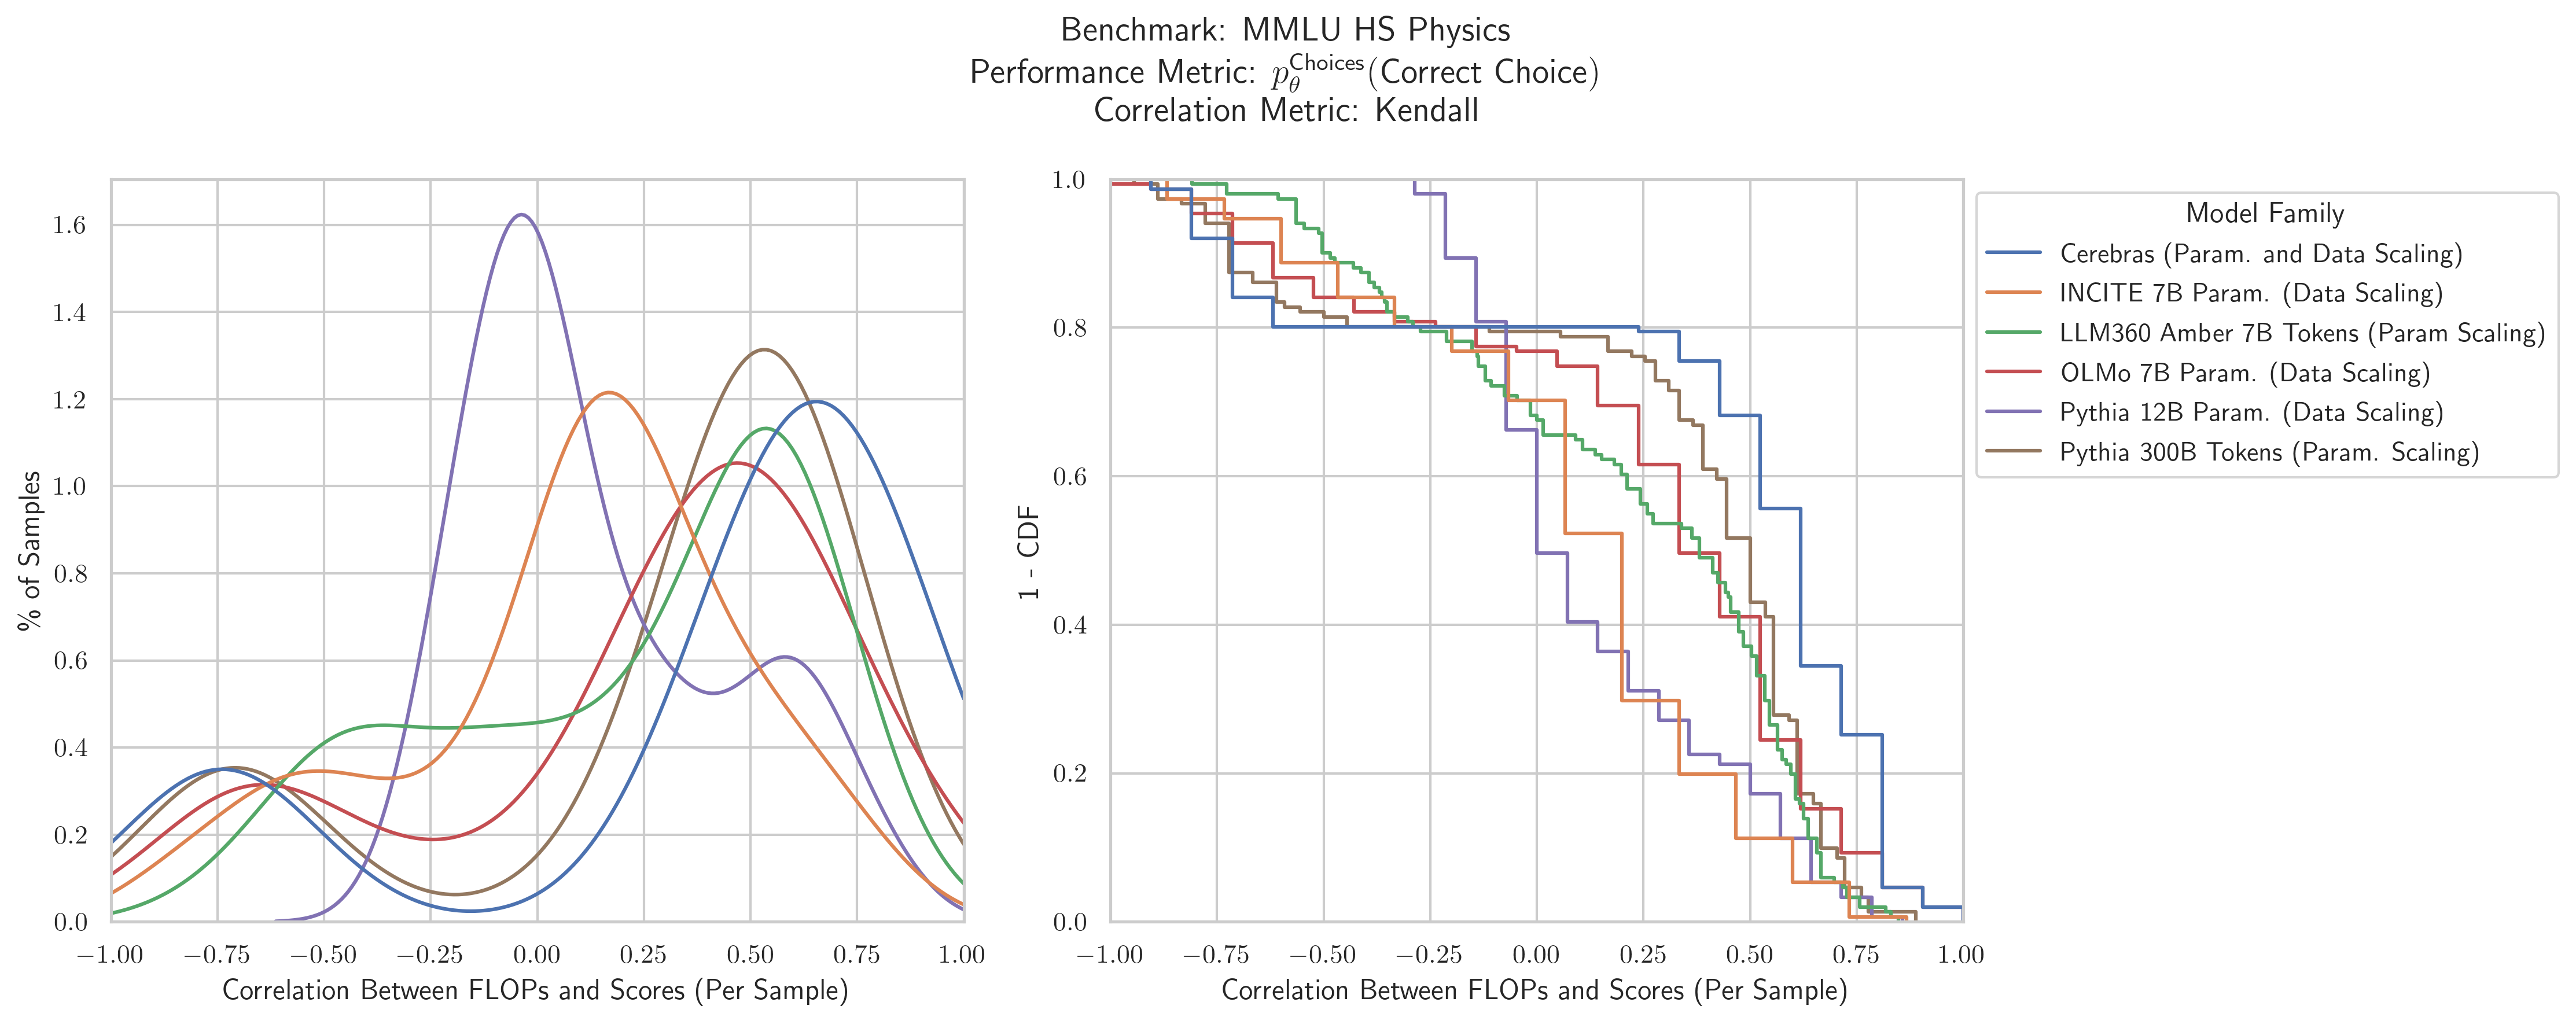 Benchmark: MMLU HS Physics
Performance Metric: $p_\theta^{\text{Choices}}$(Correct Choice)
Correlation Metric: Kendall
% of Samples
1.6
1.4
1.2
1.0
0.8
0.6
0.4
0.2
0.0
−1.00 −0.75 −0.50 −0.25 0.00 0.25 0.50 0.75 1.00
Correlation Between FLOPs and Scores (Per Sample)
1 - CDF
1.0
0.8
0.6
0.4
0.2
0.0
−1.00 −0.75 −0.50 −0.25 0.00 0.25 0.50 0.75 1.00
Correlation Between FLOPs and Scores (Per Sample)
Model Family
Cerebras (Param. and Data Scaling)
INCITE 7B Param. (Data Scaling)
LLM360 Amber 7B Tokens (Param Scaling)
OLMo 7B Param. (Data Scaling)
Pythia 12B Param. (Data Scaling)
Pythia 300B Tokens (Param. Scaling)